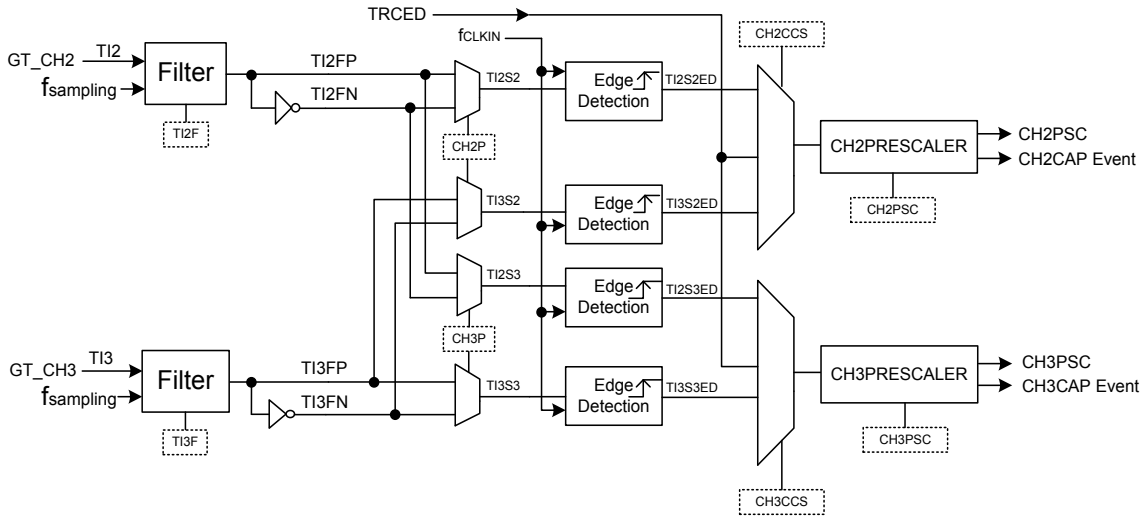 TRCED
fCLKIN
CH2CCS
GT_CH2
TI2
fsampling
Filter
TI2F
TI2FP
TI2FN
TI2S2
CH2P
Edge
Detection
TI2S2ED
TI3S2
Edge
Detection
TI3S2ED
CH2PRESCALER
CH2PSC
CH2PSC
CH2CAP Event
TI2S3
CH3P
Edge
Detection
TI2S3ED
GT_CH3
TI3
fsampling
Filter
TI3F
TI3FP
TI3FN
TI3S3
Edge
Detection
TI3S3ED
CH3PRESCALER
CH3PSC
CH3PSC
CH3CAP Event
CH3CCS